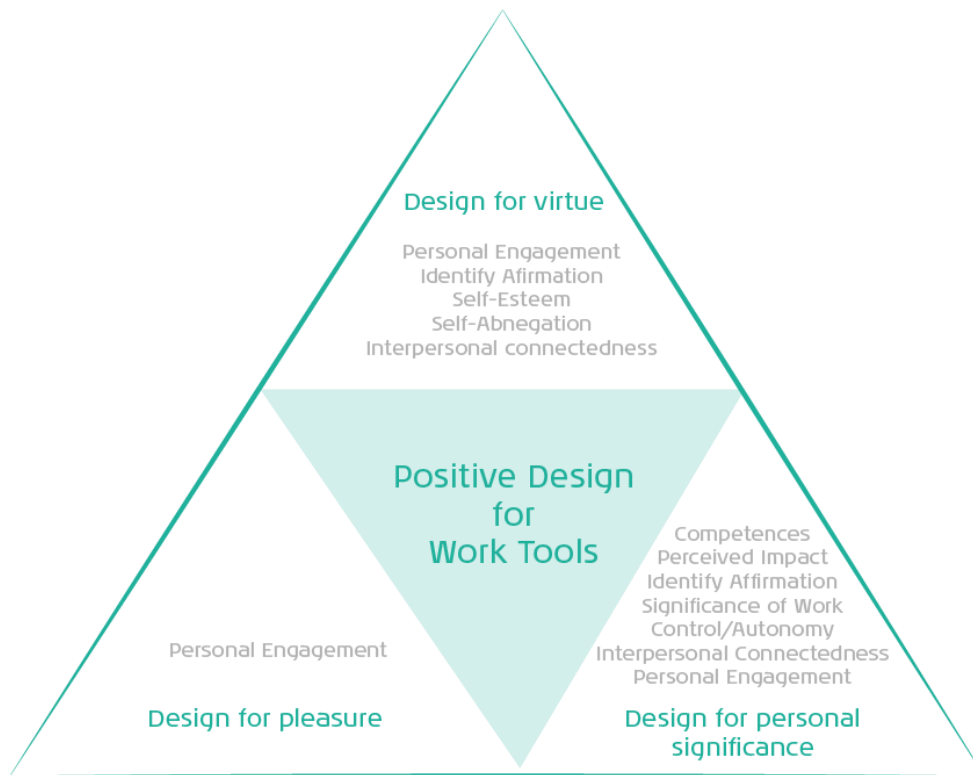 Design for virtue
Personal Engagement
Identify Afirmation
Self-Esteem
Self-Abnegation
Interpersonal connectedness
Positive Design
for
Work Tools
Competences
Perceived Impact
Identify Affirmation
Significance of Work
Control/Autonomy
Interpersonal Connectedness
Personal Engagement
Design for personal
significance
Personal Engagement
Design for pleasure